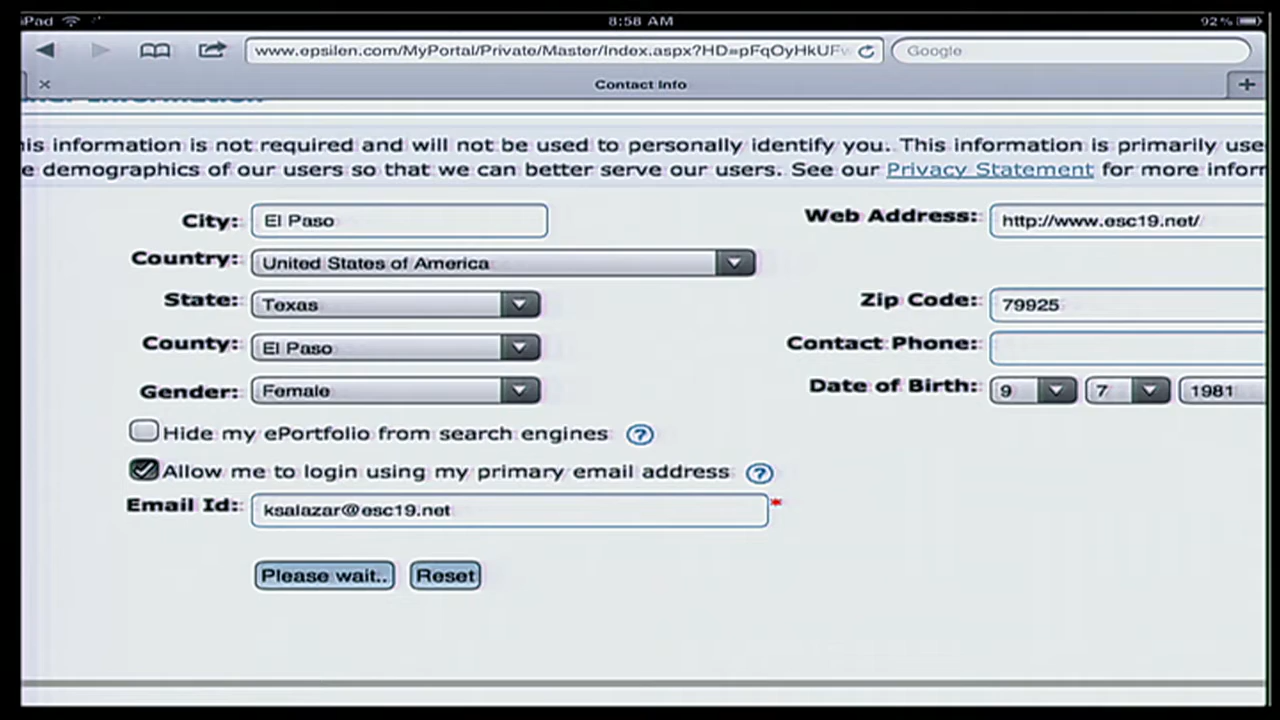 iPad 8:58 AM 92%
www.epsilen.com/MyPortal/Private/Master/Index.aspx?HD=pFqOyHkUF Google
Contact Info
his information is not required and will not be used to personally identify you. This information is primarily use
e demographics of our users so that we can better serve our users. See our Privacy Statement for more infor
City: El Paso Web Address: http://www.esc19.net/
Country: United States of America
State: Texas Zip Code: 79925
County: El Paso Contact Phone:
Gender: Female Date of Birth: 9 7 1981
Hide my ePortfolio from search engines ?
Allow me to login using my primary email address ?
Email Id: ksalazar@esc19.net *
Please wait.. Reset